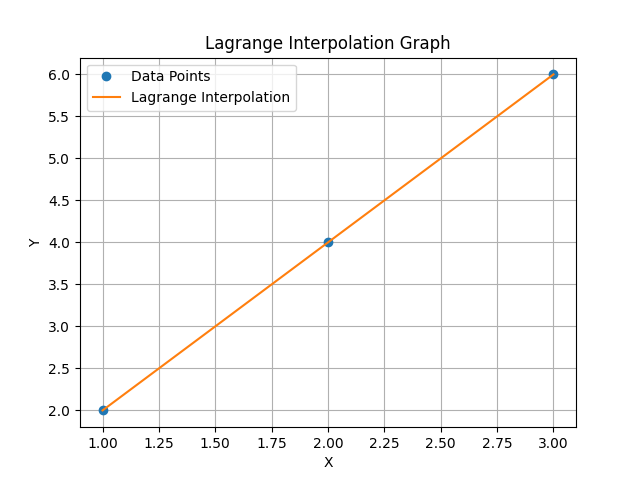 Lagrange Interpolation Graph
Data Points
Lagrange Interpolation
6.0
5.5
5.0
4.5
4.0
3.5
3.0
2.5
2.0
Y
1.00 1.25 1.50 1.75 2.00 2.25 2.50 2.75 3.00
X